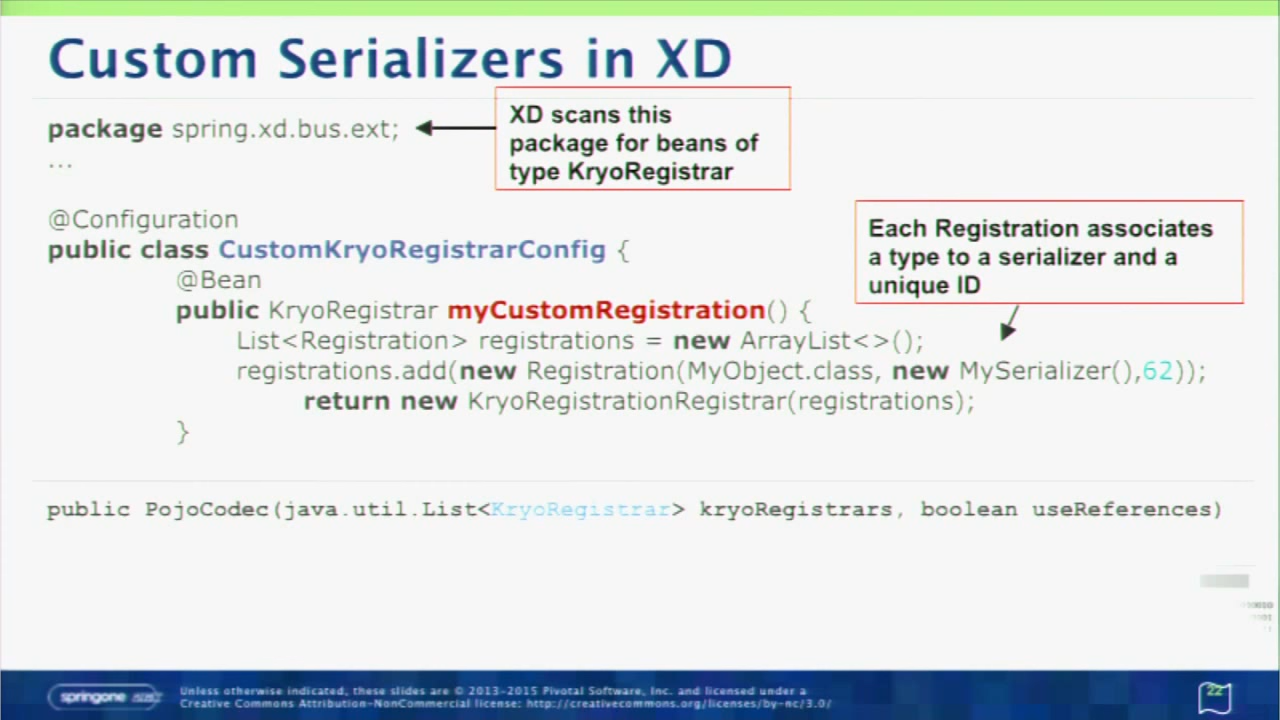 Custom Serializers in XD
package spring.xd.bus.ext;
XD scans this
package for beans of
type KryoRegistrar
...
@Configuration
public class CustomKryoRegistrarConfig {
Each Registration associates
a type to a serializer and a
unique ID
@Bean
public KryoRegistrar myCustomRegistration() {
List<Registration> registrations = new ArrayList<>();
registrations.add(new Registration(MyObject.class, new MySerializer(),62));
return new KryoRegistrationRegistrar(registrations);
}
public PojoCodec(java.util.List<KryoRegistrar> kryoRegistrars, boolean useReferences)
springone
Unless otherwise indicated, these slides are © 2013-2015 Pivotal Software, Inc. and licensed under a
Creative Commons Attribution-NonCommercial license: http://creativecommons.org/licenses/by-nc/3.0/
22